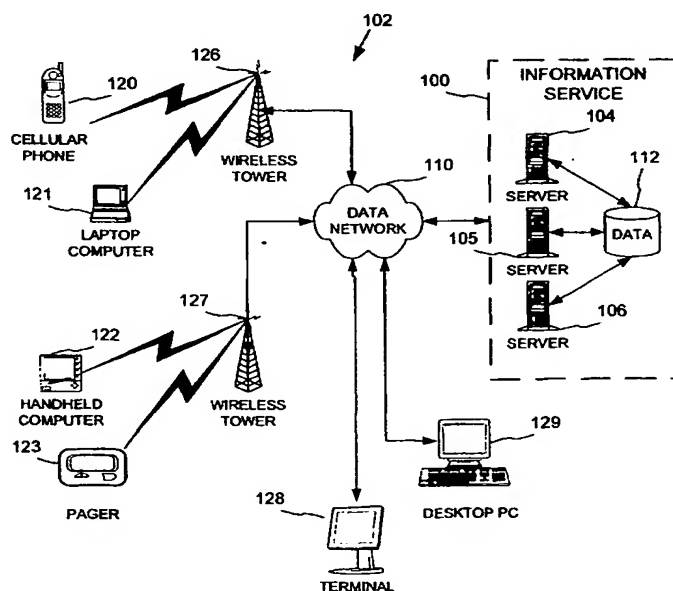 102
126
120
CELLULAR
PHONE
WIRELESS
TOWER
121
LAPTOP
COMPUTER
110
DATA
NETWORK
100
INFORMATION
SERVICE
104
SERVER
112
DATA
105
SERVER
106
SERVER
127
122
HANDHELD
COMPUTER
WIRELESS
TOWER
123
PAGER
129
DESKTOP PC
128
TERMINAL